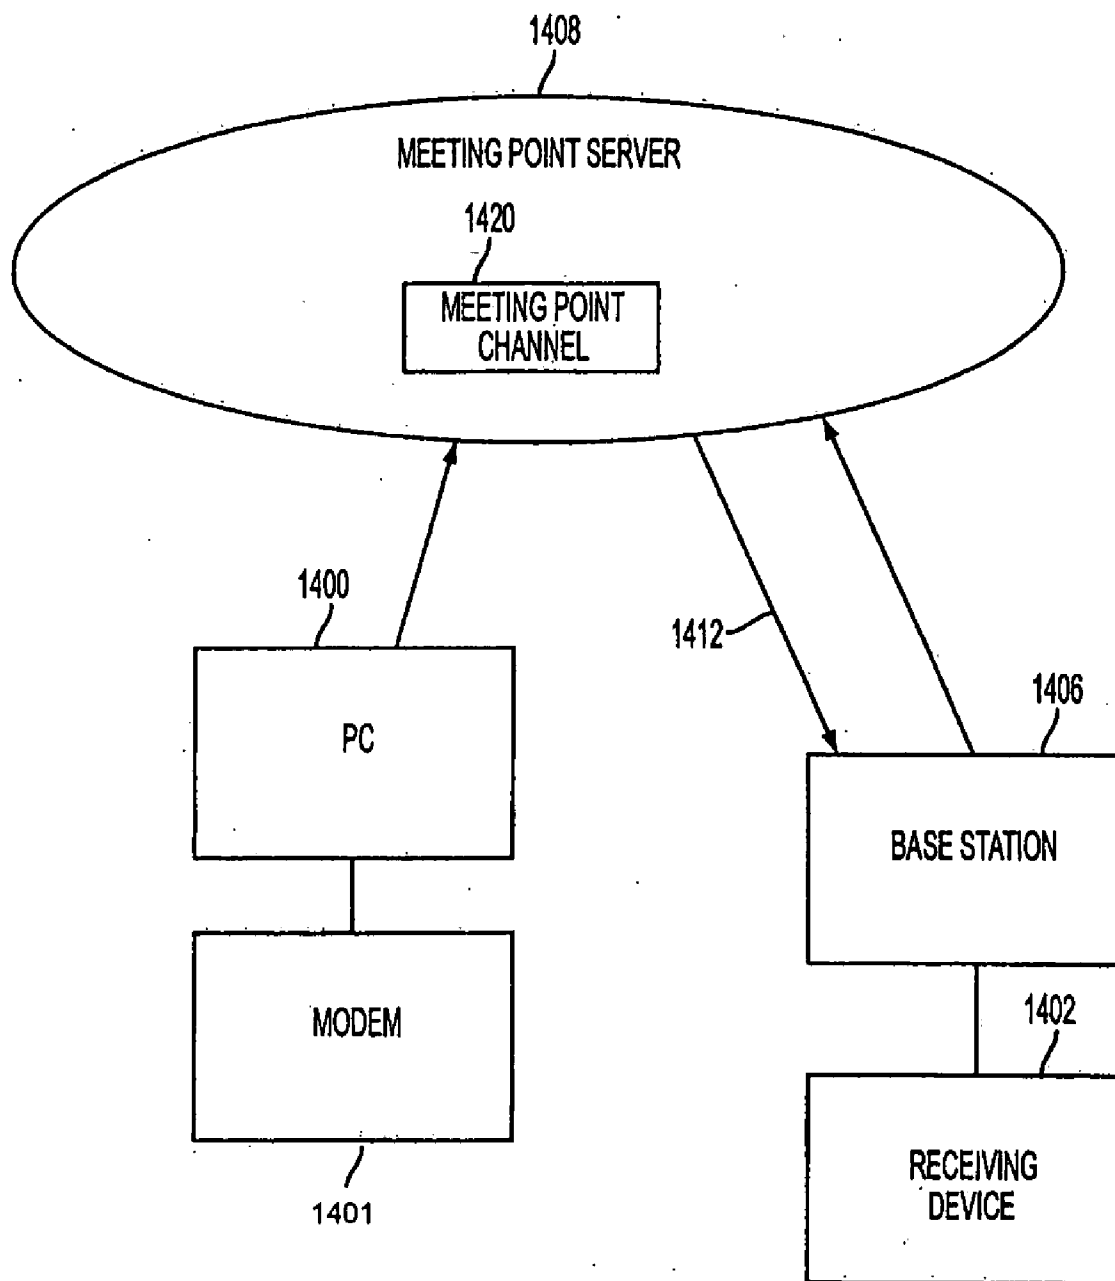 1408
MEETING POINT SERVER
1420
MEETING POINT
CHANNEL
1400
1412
1406
PC
BASE STATION
MODEM
1402
RECEIVING
DEVICE
1401